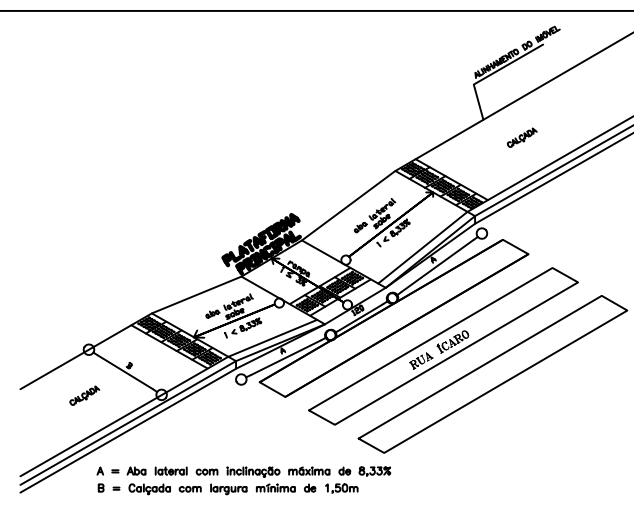 ALINHAMENTO DO IMÓVEL
CALÇADA
aba lateral
sobe
i < 8,33%
PLATAFORMA
PRINCIPAL
rampa
i ≤ 3%
aba lateral
sobe
i < 8,33%
A
120
A
CALÇADA
RUA ÍCARO
A = Aba lateral com inclinação máxima de 8,33%
B = Calçada com largura mínima de 1,50m